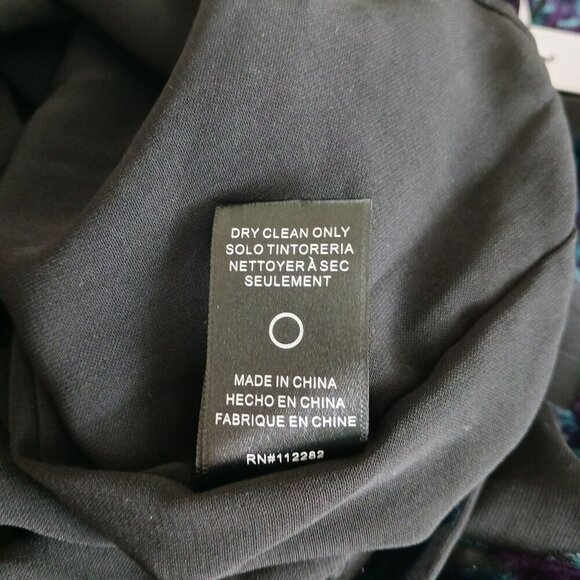 DRY CLEAN ONLY
SOLO TINTORERIA
NETTOYER À SEC
SEULEMENT
MADE IN CHINA
HECHO EN CHINA
FABRIQUE EN CHINE
RN#112282